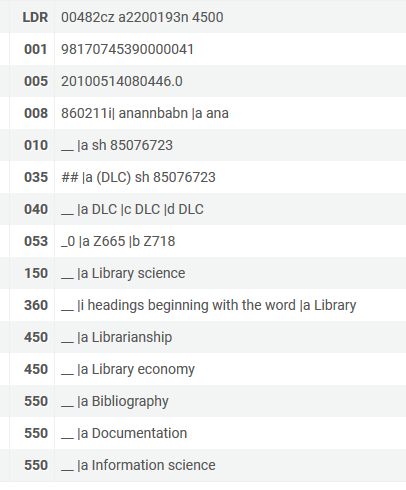 LDR 00482cz a2200193n 4500
001 98170745390000041
005 20100514080446.0
008 860211i| anannbabn |a ana
010 __ |a sh 85076723
035 ## |a (DLC) sh 85076723
040 __ |a DLC |c DLC |d DLC
053 _0 |a Z665 |b Z718
150 __ |a Library science
360 __ |i headings beginning with the word |a Library
450 __ |a Librarianship
450 __ |a Library economy
550 __ |a Bibliography
550 __ |a Documentation
550 __ |a Information science